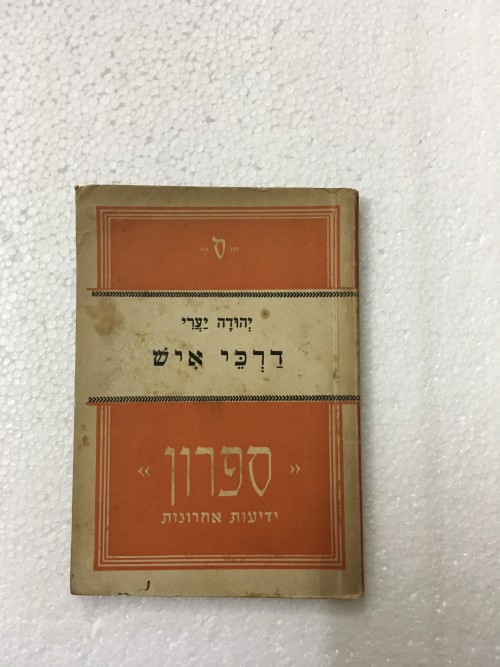 ס
יְהוּדָה יַעֲרִי
דַרְכֵּי אִישׁ
« ספרון »
ידיעות אחרונות